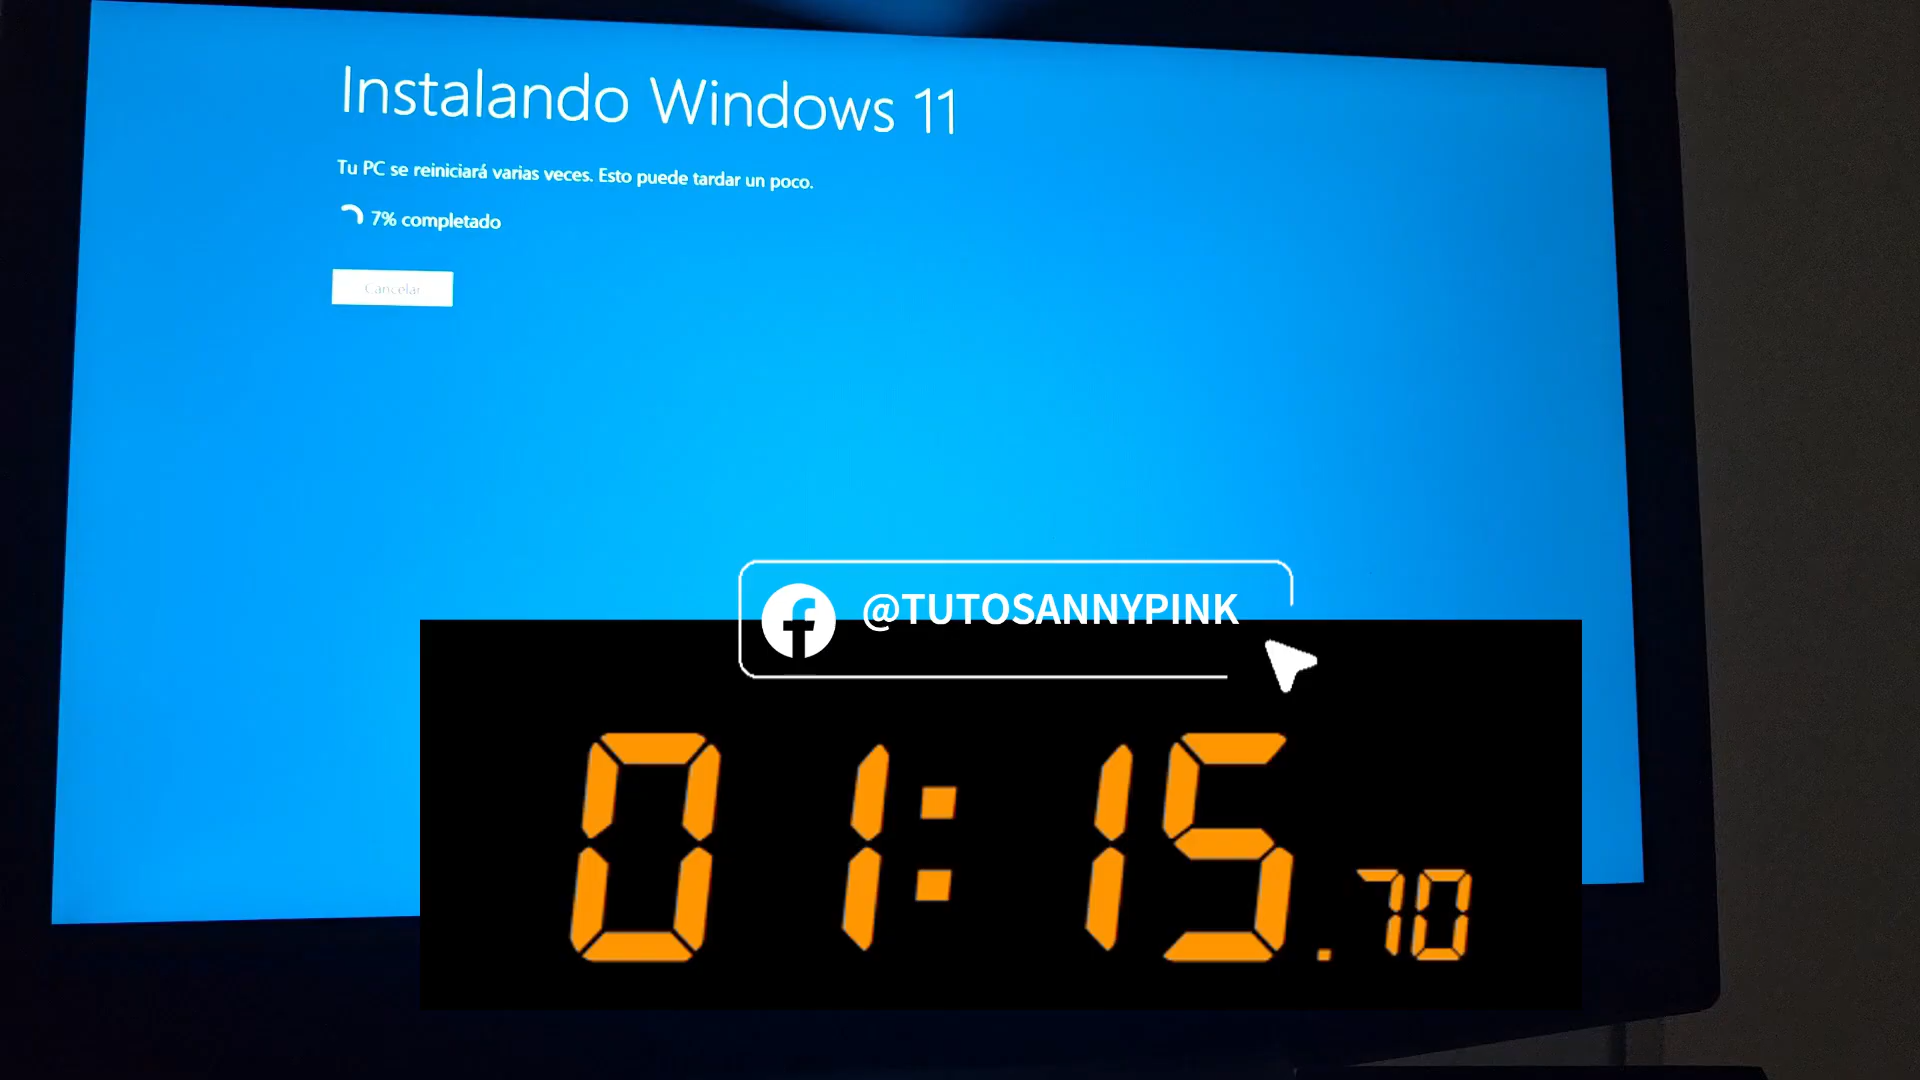 Instalando Windows 11
Tu PC se reiniciará varias veces. Esto puede tardar un poco.
7% completado
Cancelar
@TUTOSANNYPINK
01:15.70